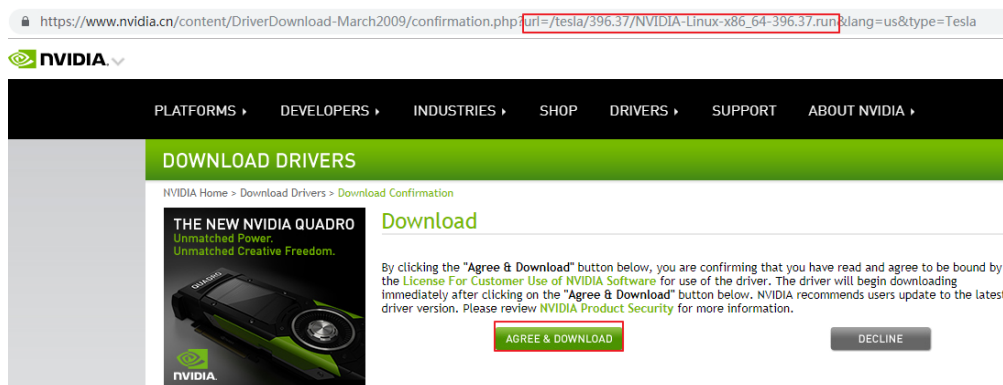 https://www.nvidia.cn/content/DriverDownload-March2009/confirmation.php?url=/tesla/396.37/NVIDIA-Linux-x86_64-396.37.run&lang=us&type=Tesla
NVIDIA.
PLATFORMS DEVELOPERS INDUSTRIES SHOP DRIVERS SUPPORT ABOUT NVIDIA
DOWNLOAD DRIVERS
NVIDIA Home > Download Drivers > Download Confirmation
THE NEW NVIDIA QUADRO
Unmatched Power.
Unmatched Creative Freedom.
QUADRO
NVIDIA.
Download
By clicking the "Agree & Download" button below, you are confirming that you have read and agree to be bound by
the License For Customer Use of NVIDIA Software for use of the driver. The driver will begin downloading
immediately after clicking on the "Agree & Download" button below. NVIDIA recommends users update to the latest
driver version. Please review NVIDIA Product Security for more information.
AGREE & DOWNLOAD DECLINE